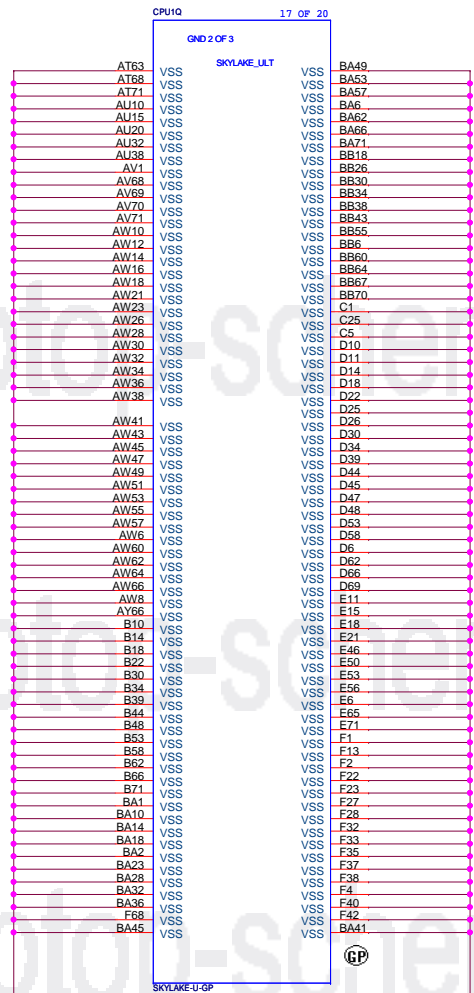 CPU1Q 17 OF 20
GND 2 OF 3
SKYLAKE_ULT
AT63 VSS VSS BA49
AT68 VSS VSS BA53
AT71 VSS VSS BA57
AU10 VSS VSS BA6
AU15 VSS VSS BA62
AU20 VSS VSS BA66
AU32 VSS VSS BA71
AU38 VSS VSS BB18
AV1 VSS VSS BB26
AV68 VSS VSS BB30
AV69 VSS VSS BB34
AV70 VSS VSS BB38
AV71 VSS VSS BB43
AW10 VSS VSS BB55
AW12 VSS VSS BB6
AW14 VSS VSS BB60
AW16 VSS VSS BB64
AW18 VSS VSS BB67
AW21 VSS VSS BB70
AW23 VSS VSS C1
AW26 VSS VSS C25
AW28 VSS VSS C5
AW30 VSS VSS D10
AW32 VSS VSS D11
AW34 VSS VSS D14
AW36 VSS VSS D18
AW38 VSS VSS D22
VSS D25
AW41 VSS VSS D26
AW43 VSS VSS D30
AW45 VSS VSS D34
AW47 VSS VSS D39
AW49 VSS VSS D44
AW51 VSS VSS D45
AW53 VSS VSS D47
AW55 VSS VSS D48
AW57 VSS VSS D53
AW6 VSS VSS D58
AW60 VSS VSS D6
AW62 VSS VSS D62
AW64 VSS VSS D66
AW66 VSS VSS D69
AW8 VSS VSS E11
AY66 VSS VSS E15
B10 VSS VSS E18
B14 VSS VSS E21
B18 VSS VSS E46
B22 VSS VSS E50
B30 VSS VSS E53
B34 VSS VSS E56
B39 VSS VSS E6
B44 VSS VSS E65
B48 VSS VSS E71
B53 VSS VSS F1
B58 VSS VSS F13
B62 VSS VSS F2
B66 VSS VSS F22
B71 VSS VSS F23
BA1 VSS VSS F27
BA10 VSS VSS F28
BA14 VSS VSS F32
BA18 VSS VSS F33
BA2 VSS VSS F35
BA23 VSS VSS F37
BA28 VSS VSS F38
BA32 VSS VSS F4
BA36 VSS VSS F40
F68 VSS VSS F42
BA45 VSS VSS BA41
GP
SKYLAKE-U-GP